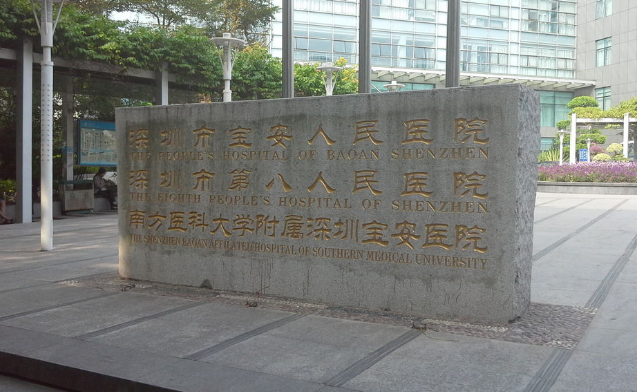 深圳市宝安人民医院
THE PEOPLE'S HOSPITAL OF BAOAN SHENZHEN
深圳市第八人民医院
THE EIGHTH PEOPLE'S HOSPITAL OF SHENZHEN
南方医科大学附属深圳宝安医院
THE SHENZHEN BAOAN AFFILATED HOSPITAL OF SOUTHERN MEDICAL UNIVERSITY